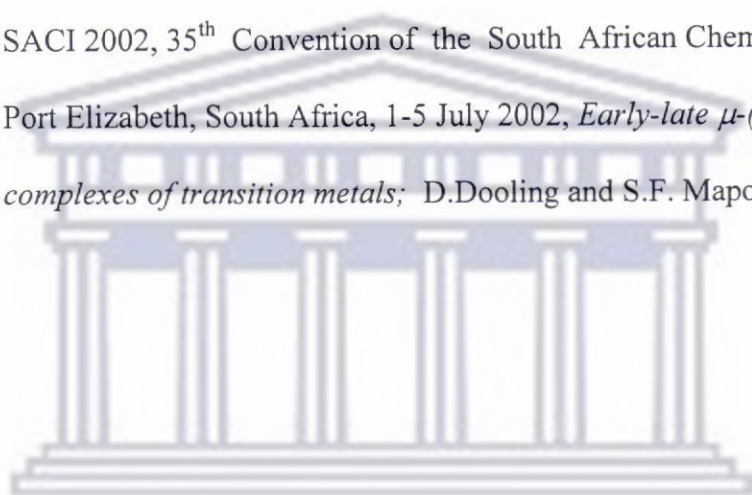 SACI 2002, 35th Convention of the South African Chem
Port Elizabeth, South Africa, 1-5 July 2002, Early-late μ-(
complexes of transition metals; D.Dooling and S.F. Mapo